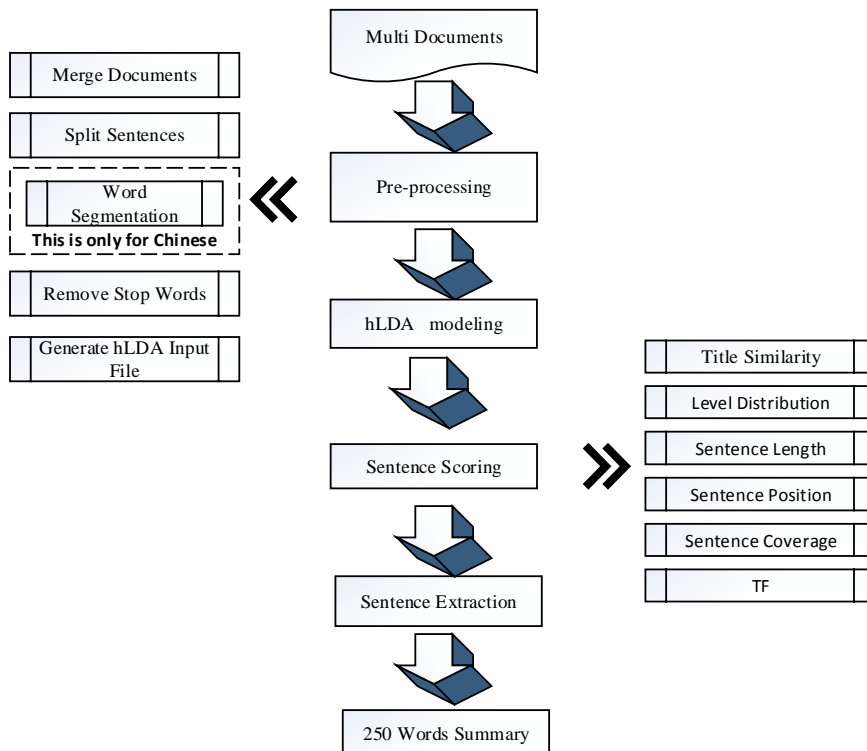 Multi Documents
Merge Documents
Split Sentences
Word
Segmentation
This is only for Chinese
Remove Stop Words
Generate hLDA Input
File
Pre-processing
hLDA modeling
Sentence Scoring
Title Similarity
Level Distribution
Sentence Length
Sentence Position
Sentence Coverage
TF
Sentence Extraction
250 Words Summary